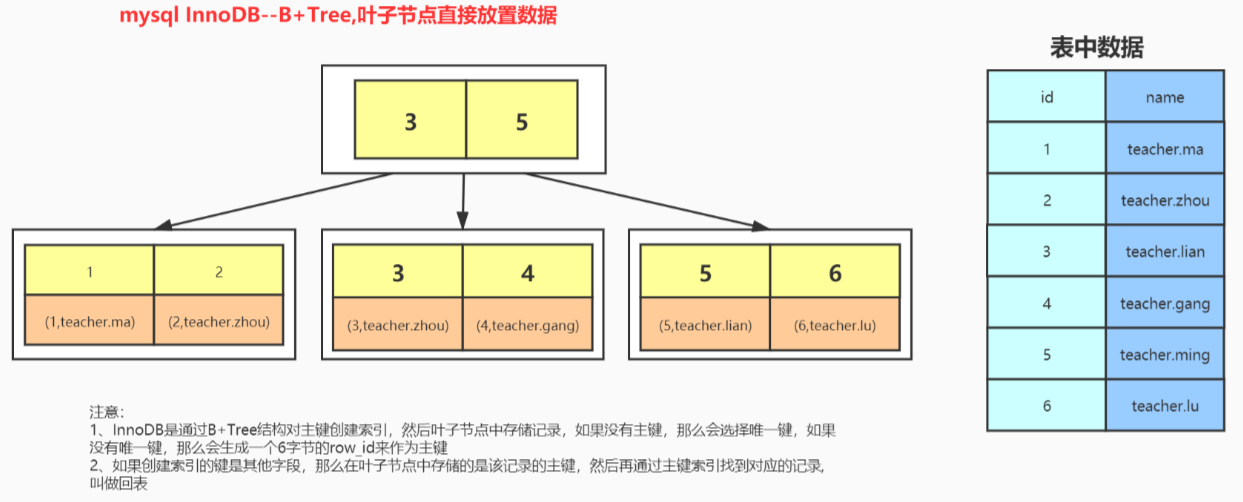 mysql InnoDB--B+Tree,叶子节点直接放置数据
表中数据
3 5
1 2
(1,teacher.ma) (2,teacher.zhou)
3 4
(3,teacher.zhou) (4,teacher.gang)
5 6
(5,teacher.lian) (6,teacher.lu)
id name
1 teacher.ma
2 teacher.zhou
3 teacher.lian
4 teacher.gang
5 teacher.ming
6 teacher.lu
注意：
1、InnoDB是通过B+Tree结构对主键创建索引，然后叶子节点中存储记录，如果没有主键，那么会选择唯一键，如果
没有唯一键，那么会生成一个6字节的row_id来作为主键
2、如果创建索引的键是其他字段，那么在叶子节点中存储的是该记录的主键，然后再通过主键索引找到对应的记录,
叫做回表